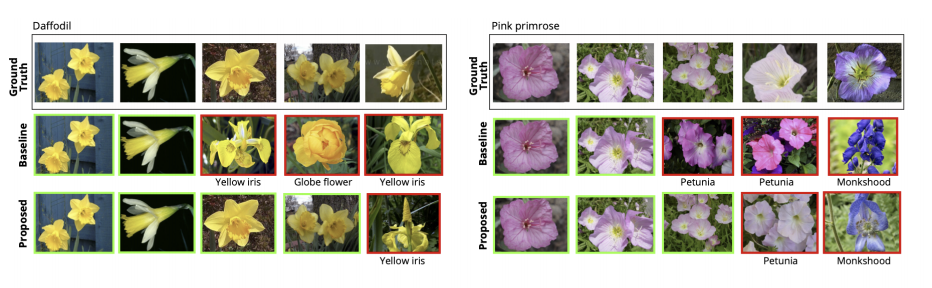 Daffodil
Ground
Truth
Baseline
Yellow iris
Globe flower
Yellow iris
Proposed
Yellow iris
Pink primrose
Ground
Truth
Baseline
Petunia
Petunia
Monkshood
Proposed
Petunia
Monkshood